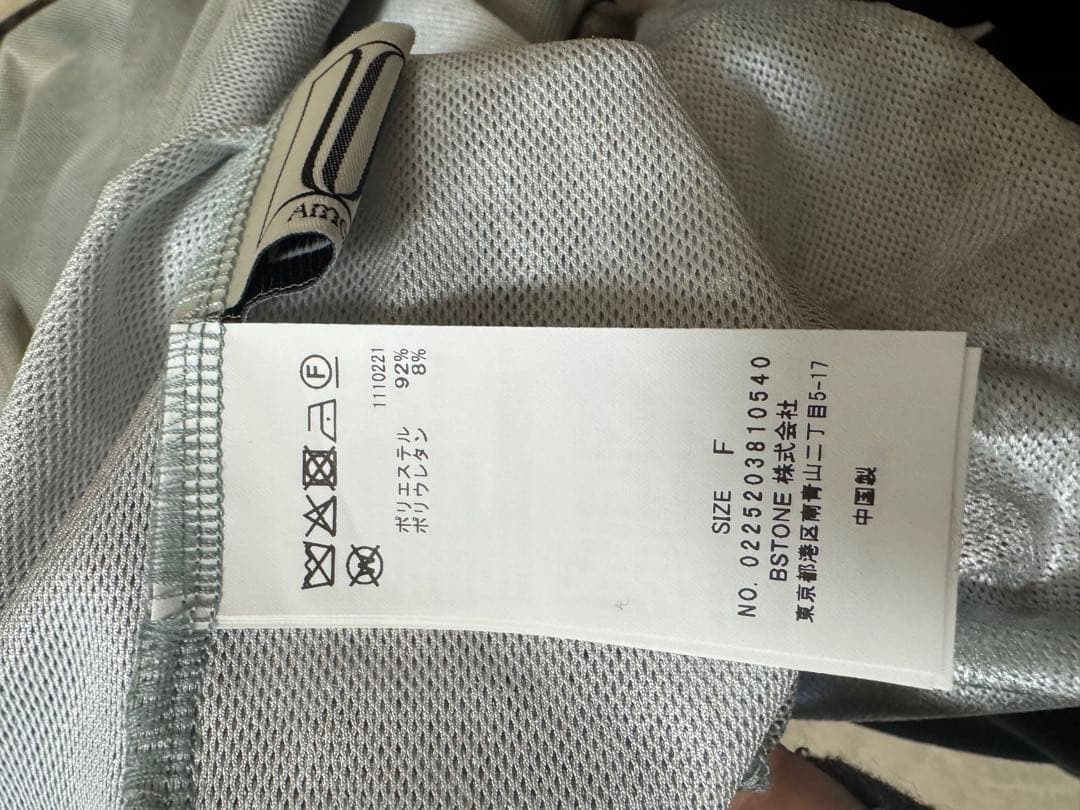 Ⓕ
1110221
ポリエステル 92%
ポリウレタン 8%
SIZE F
NO. 0225203810540
BSTONE 株式会社
東京都港区南青山二丁目5-17
中国製